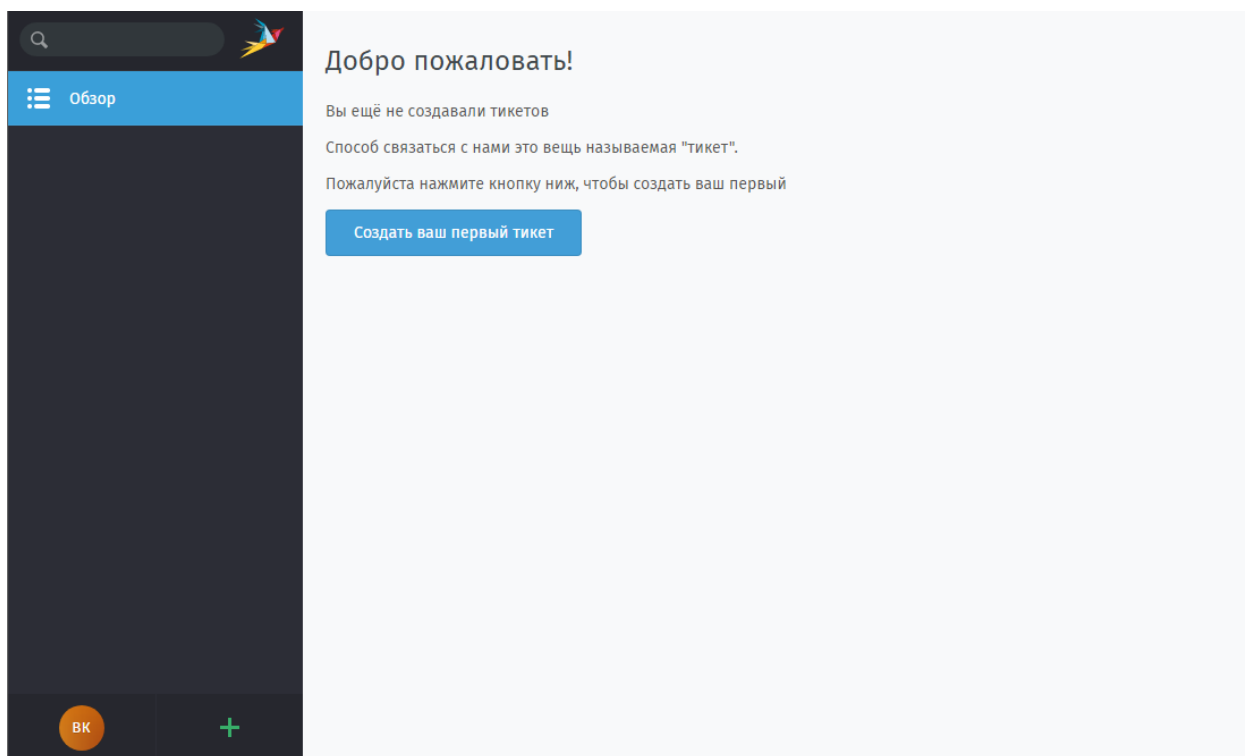 Обзор
Добро пожаловать!
Вы ещё не создавали тикетов
Способ связаться с нами это вещь называемая "тикет".
Пожалуйста нажмите кнопку ниж, чтобы создать ваш первый
Создать ваш первый тикет
ВК